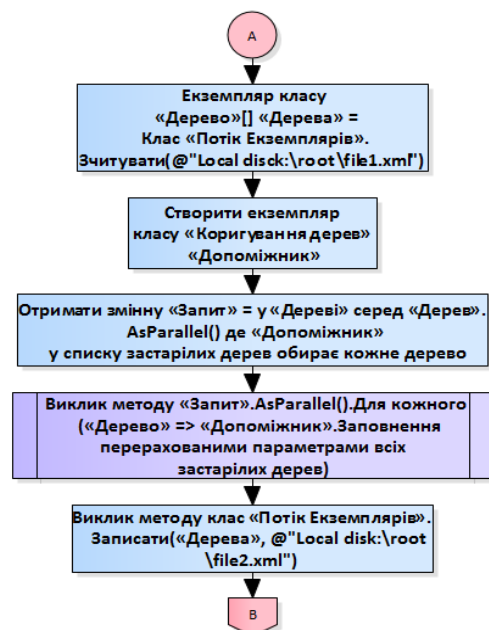 A
Екземпляр класу
«Дерево»[] «Дерева» =
Клас «Потік Екземплярів».
Зчитувати(@"Local disck:\root\file1.xml")
Створити екземпляр
класу «Коригування дерев»
«Допоміжник»
Отримати змінну «Запит» = у «Дереві» серед «Дерев».
AsParallel() де «Допоміжник»
у списку застарілих дерев обирає кожне дерево
Виклик методу «Запит».AsParallel().Для кожного
(«Дерево» => «Допоміжник».Заповнення
перерахованими параметрами всіх
застарілих дерев)
Виклик методу клас «Потік Екземплярів».
Записати(«Дерева», @"Local disk:\root
\file2.xml")
B